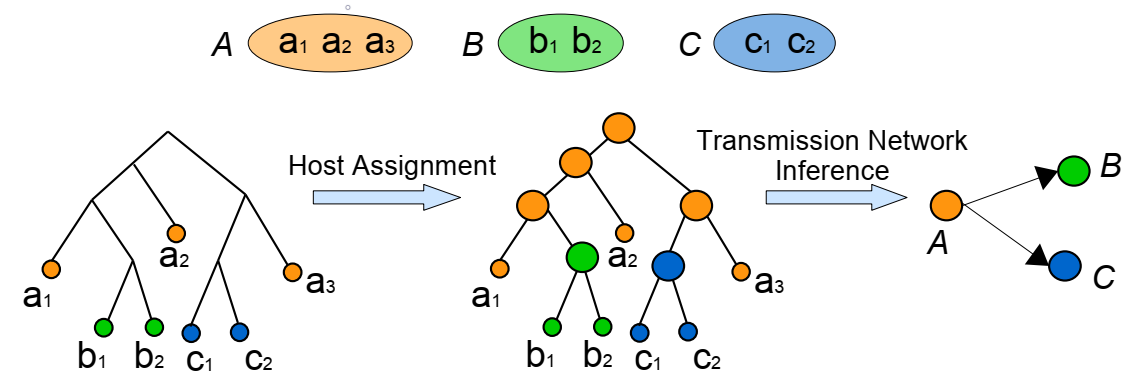 A a1 a2 a3 B b1 b2 C c1 c2
Host Assignment
Transmission Network
Inference
a1
a2
a3
b1 b2 c1 c2
a1
a2
a3
b1 b2 c1 c2
A
B
C